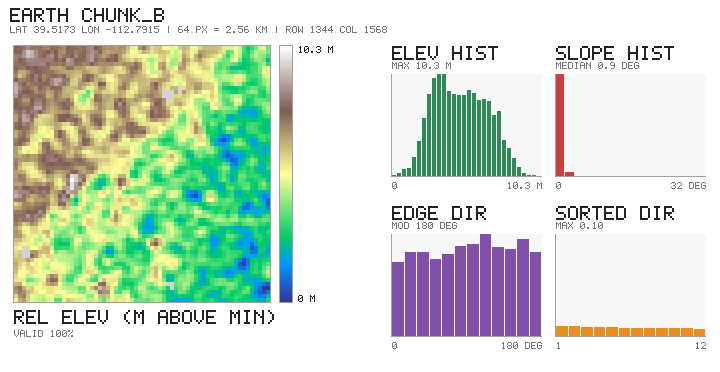 EARTH CHUNK_B
LAT 39.5173 LON -112.7915 | 64 PX = 2.56 KM | ROW 1344 COL 1568
10.3 M
0 M
REL ELEV (M ABOVE MIN)
VALID 100%
ELEV HIST
MAX 10.3 M
0 10.3 M
SLOPE HIST
MEDIAN 0.9 DEG
0 32 DEG
EDGE DIR
MOD 180 DEG
0 180 DEG
SORTED DIR
MAX 0.10
1 12